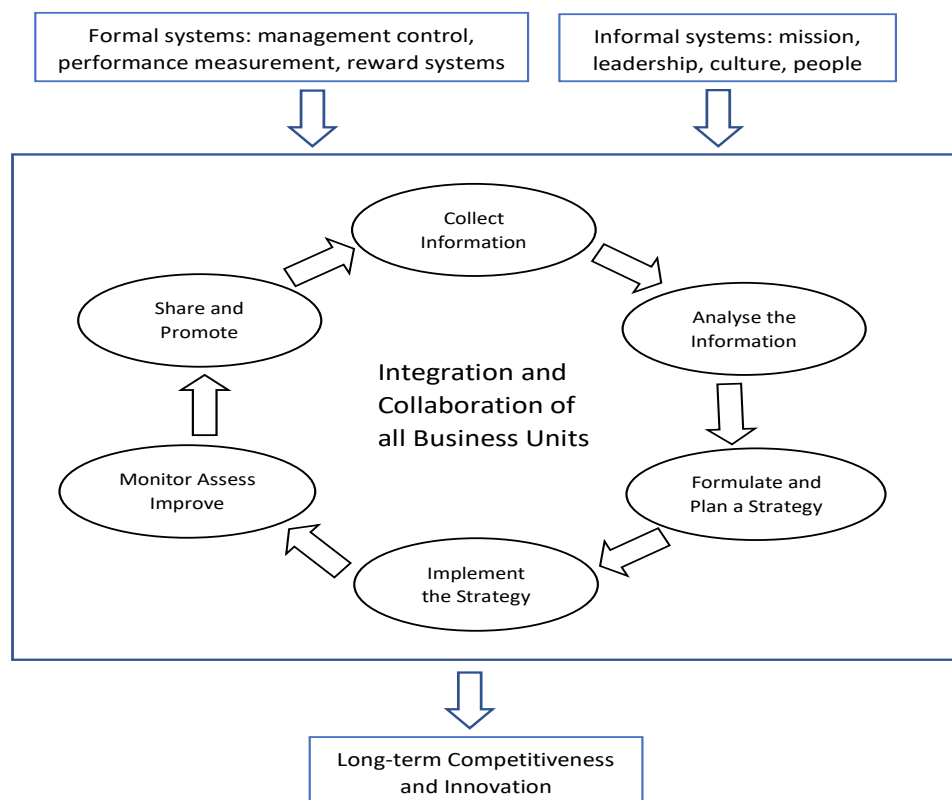 Formal systems: management control,
performance measurement, reward systems
Informal systems: mission,
leadership, culture, people
Collect
Information
Analyse the
Information
Formulate and
Plan a Strategy
Implement
the Strategy
Monitor Assess
Improve
Share and
Promote
Integration and
Collaboration of
all Business Units
Long-term Competitiveness
and Innovation